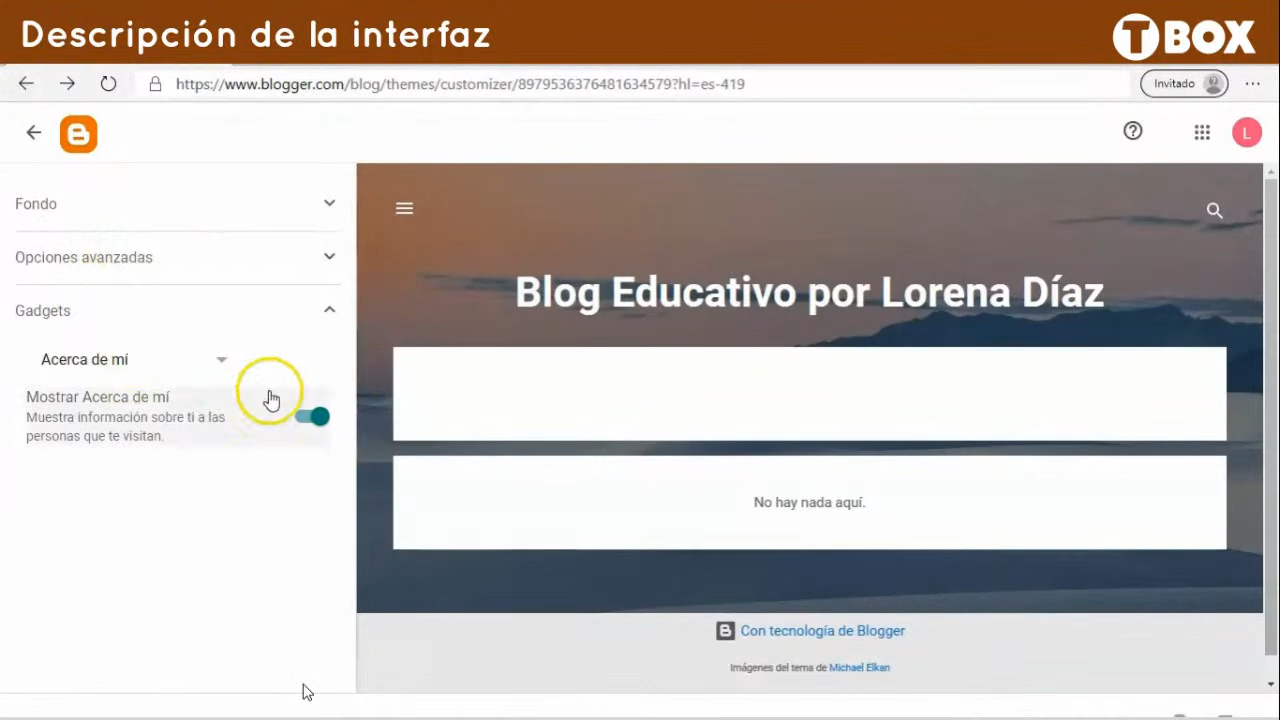 Descripción de la interfaz
TBOX
https://www.blogger.com/blog/themes/customizer/8979536376481634579?hl=es-419
Invitado
L
Fondo
Opciones avanzadas
Gadgets
Acerca de mí
Mostrar Acerca de mí
Muestra información sobre ti a las
personas que te visitan.
Blog Educativo por Lorena Díaz
No hay nada aquí.
Con tecnología de Blogger
Imágenes del tema de Michael Elkan